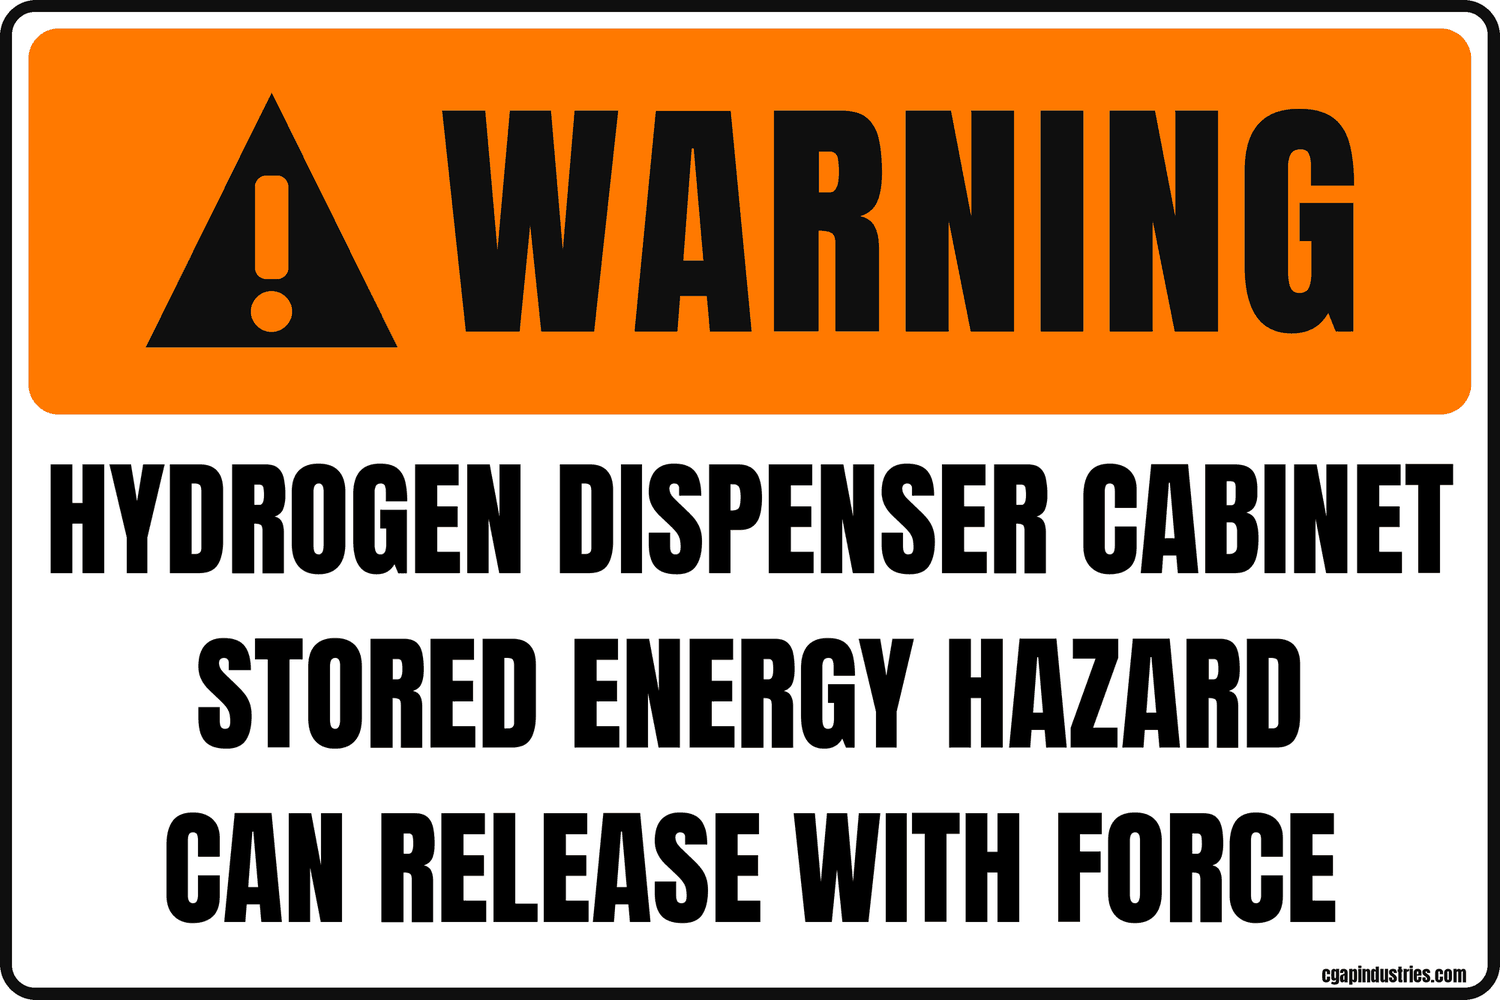 WARNING
HYDROGEN DISPENSER CABINET
STORED ENERGY HAZARD
CAN RELEASE WITH FORCE
cgapindustries.com